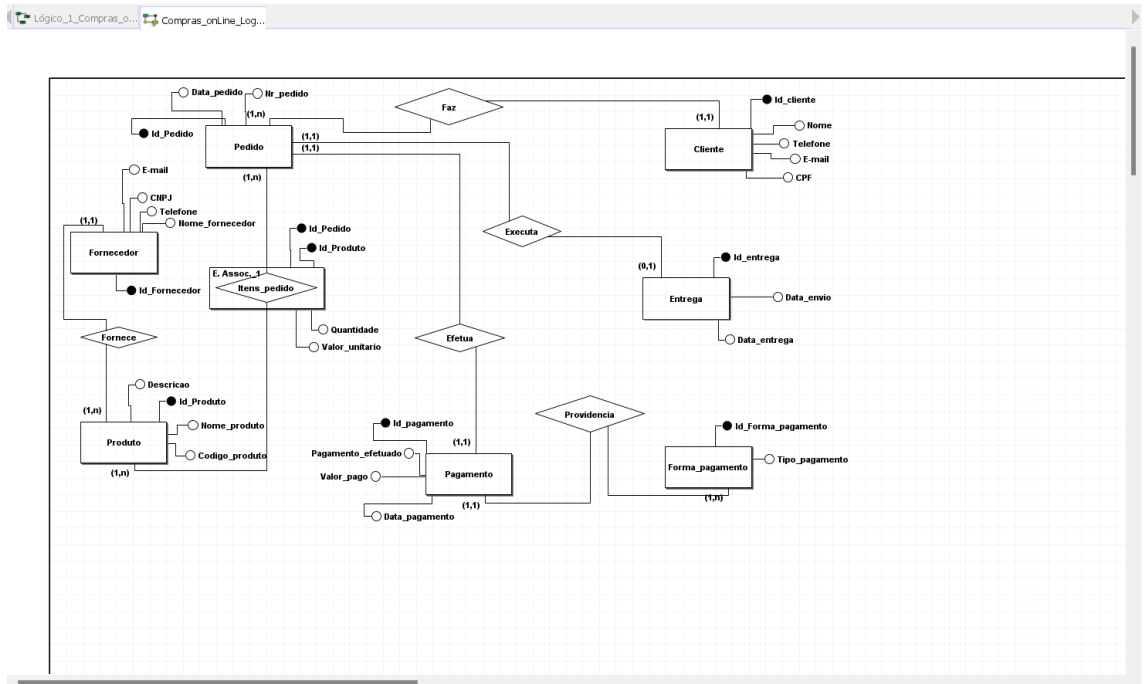 Lógico_1_Compras_o...
Compras_onLine_Log...
Data_pedido
Nr_pedido
(1,n)
Id_Pedido
Pedido
(1,1)
(1,1)
(1,n)
Faz
(1,1)
Id_cliente
Nome
Telefone
E-mail
CPF
Cliente
E-mail
CNPJ
Telefone
Nome_fornecedor
(1,1)
Fornecedor
Id_Fornecedor
Id_Pedido
Id_Produto
E. Assoc._1
Itens_pedido
Quantidade
Valor_unitario
Executa
(0,1)
Id_entrega
Entrega
Data_envio
Data_entrega
Fornece
Efetua
Descricao
Id_Produto
(1,n)
Nome_produto
Produto
Codigo_produto
(1,n)
Id_pagamento
(1,1)
Pagamento_efetuado
Valor_pago
Pagamento
(1,1)
Data_pagamento
Providencia
Id_Forma_pagamento
Tipo_pagamento
Forma_pagamento
(1,n)